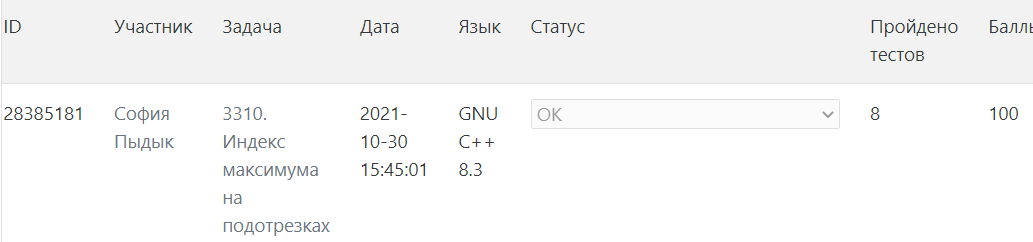 ID Участник Задача Дата Язык Статус Пройдено Баллы
тестов
28385181 София 3310. 2021- GNU OK 8 100
Пыдык Индекс 10-30 C++
максимума 15:45:01 8.3
на
подотрезках